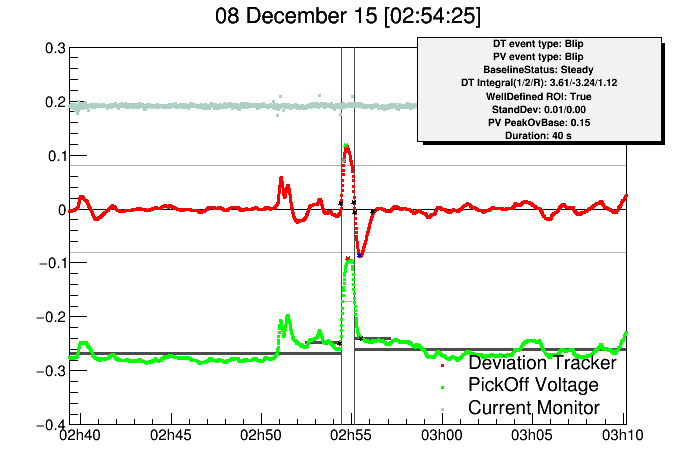 08 December 15 [02:54:25]
DT event type: Blip
PV event type: Blip
BaselineStatus: Steady
DT Integral(1/2/R): 3.61/-3.24/1.12
WellDefined ROI: True
StandDev: 0.01/0.00
PV PeakOvBase: 0.15
Duration: 40 s
0.3
0.2
0.1
0
−0.1
−0.2
−0.3
−0.4
Deviation Tracker
PickOff Voltage
Current Monitor
02h40 02h45 02h50 02h55 03h00 03h05 03h10